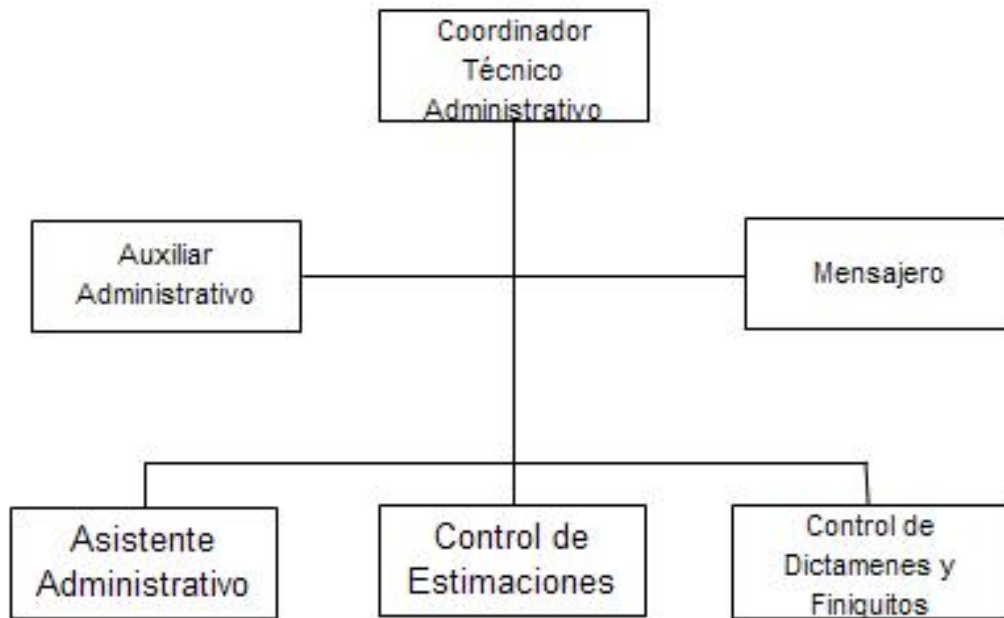 Coordinador
Técnico
Administrativo
Auxiliar
Administrativo
Mensajero
Asistente
Administrativo
Control de
Estimaciones
Control de
Dictamenes y
Finiquitos